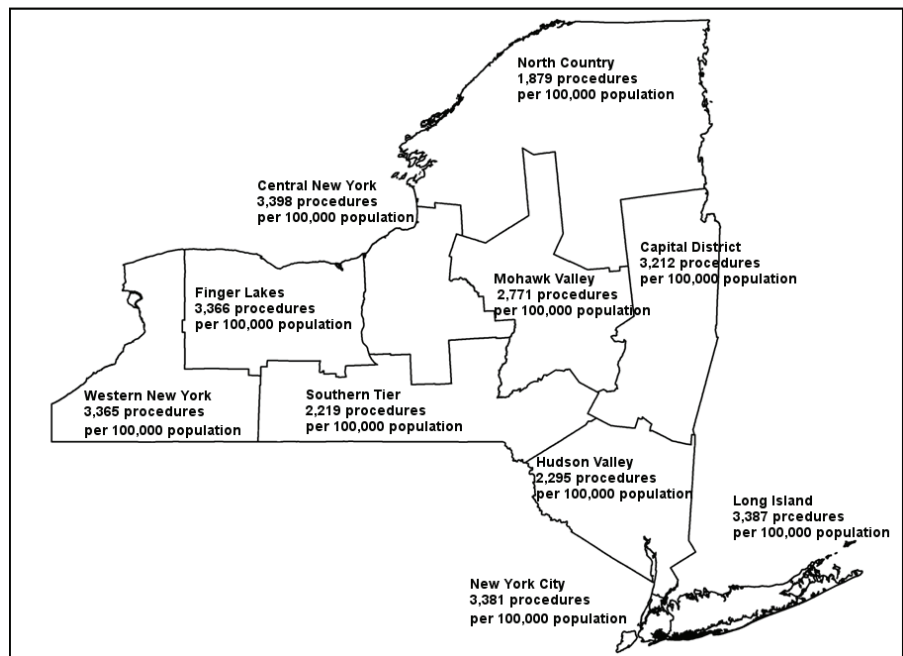 North Country
1,879 procedures
per 100,000 population
Central New York
3,398 procedures
per 100,000 population
Capital District
3,212 procedures
per 100,000 population
Mohawk Valley
2,771 procedures
per 100,000 population
Finger Lakes
3,366 procedures
per 100,000 population
Western New York
3,365 procedures
per 100,000 population
Southern Tier
2,219 procedures
per 100,000 population
Hudson Valley
2,295 procedures
per 100,000 population
Long Island
3,387 prcedures
per 100,000 population
New York City
3,381 procedures
per 100,000 population